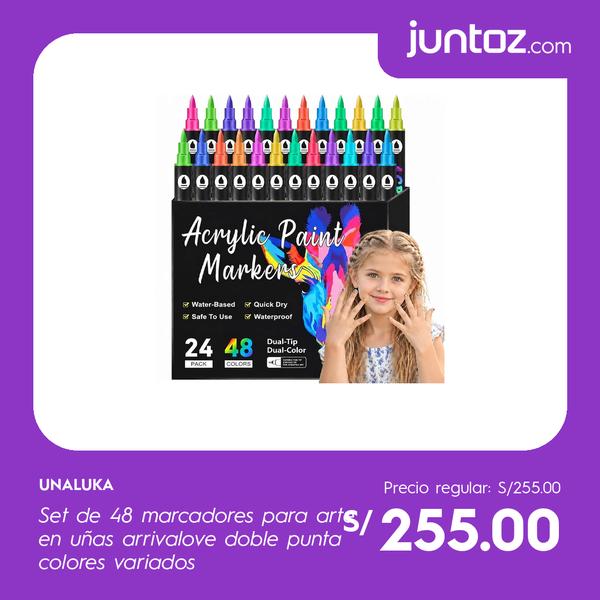 juntoz.com
Acrylic Paint
Markers
Water-Based
Quick Dry
Safe To Use
Waterproof
24
PACK
48
COLORS
Dual-Tip
Dual-Color
UNALUKA
Set de 48 marcadores para arte
en uñas arrivalove doble punta
colores variados
Precio regular: S/255.00
S/ 255.00